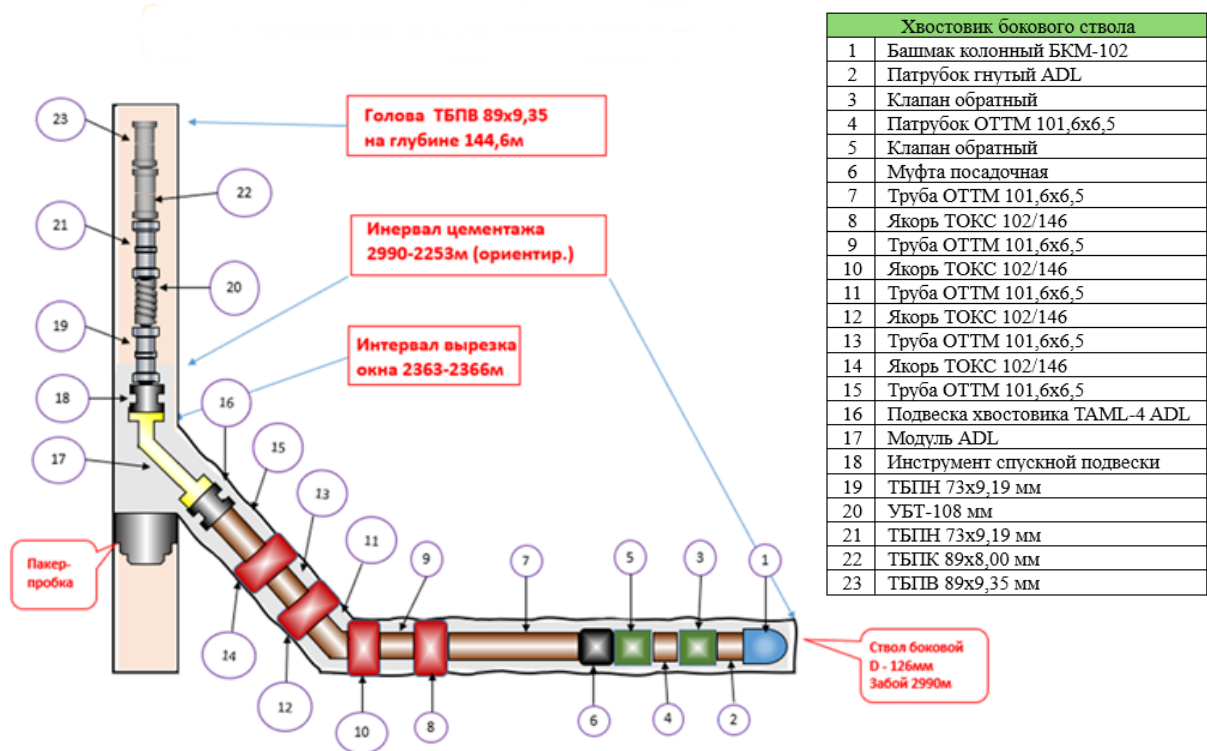 Голова ТБПВ 89х9,35
на глубине 144,6м
Инервал цементажа
2990-2253м (ориентир.)
Интервал вырезка
окна 2363-2366м
Пакер-
пробка
Ствол боковой
D - 126мм
Забой 2990м
23
22
21
20
19
18
17
16
15
14
13
12
11
10
9
8
7
6
5
4
3
2
1
Хвостовик бокового ствола
1 Башмак колонный БКМ-102
2 Патрубок гнутый ADL
3 Клапан обратный
4 Патрубок ОТТМ 101,6х6,5
5 Клапан обратный
6 Муфта посадочная
7 Труба ОТТМ 101,6х6,5
8 Якорь ТОКС 102/146
9 Труба ОТТМ 101,6х6,5
10 Якорь ТОКС 102/146
11 Труба ОТТМ 101,6х6,5
12 Якорь ТОКС 102/146
13 Труба ОТТМ 101,6х6,5
14 Якорь ТОКС 102/146
15 Труба ОТТМ 101,6х6,5
16 Подвеска хвостовика TAML-4 ADL
17 Модуль ADL
18 Инструмент спускной подвески
19 ТБПН 73х9,19 мм
20 УБТ-108 мм
21 ТБПН 73х9,19 мм
22 ТБПК 89х8,00 мм
23 ТБПВ 89х9,35 мм